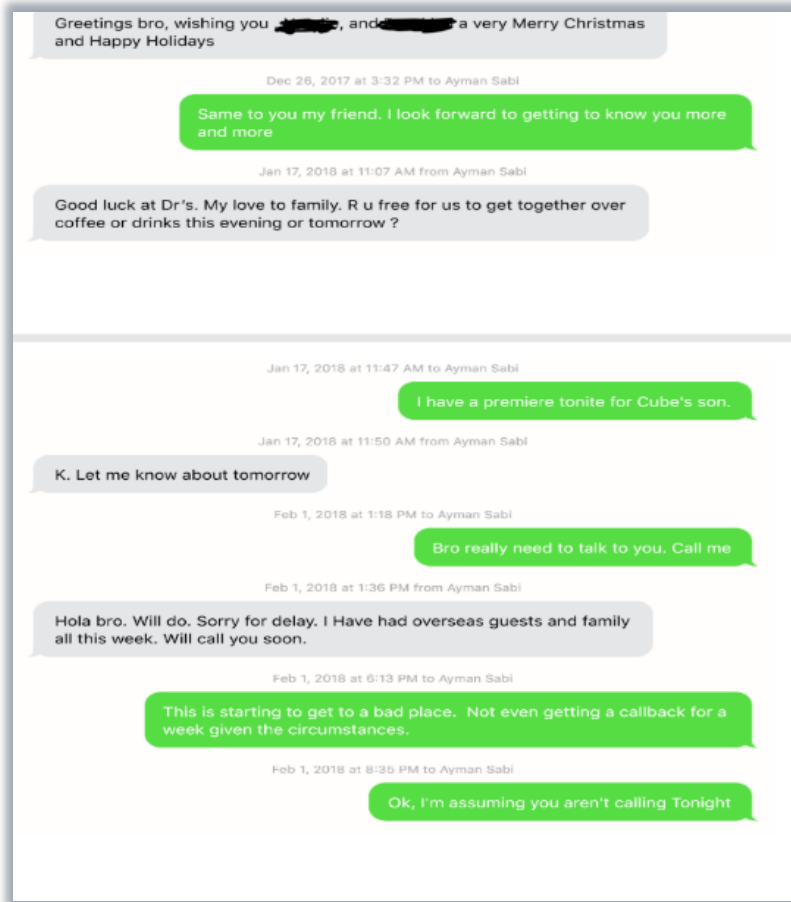 Greetings bro, wishing you , and a very Merry Christmas
and Happy Holidays
Dec 26, 2017 at 3:32 PM to Ayman Sabi
Same to you my friend. I look forward to getting to know you more
and more
Jan 17, 2018 at 11:07 AM from Ayman Sabi
Good luck at Dr's. My love to family. R u free for us to get together over
coffee or drinks this evening or tomorrow ?
Jan 17, 2018 at 11:47 AM to Ayman Sabi
I have a premiere tonite for Cube's son.
Jan 17, 2018 at 11:50 AM from Ayman Sabi
K. Let me know about tomorrow
Feb 1, 2018 at 1:18 PM to Ayman Sabi
Bro really need to talk to you. Call me
Feb 1, 2018 at 1:36 PM from Ayman Sabi
Hola bro. Will do. Sorry for delay. I Have had overseas guests and family
all this week. Will call you soon.
Feb 1, 2018 at 6:13 PM to Ayman Sabi
This is starting to get to a bad place.  Not even getting a callback for a
week given the circumstances.
Feb 1, 2018 at 8:35 PM to Ayman Sabi
Ok, I'm assuming you aren't calling Tonight